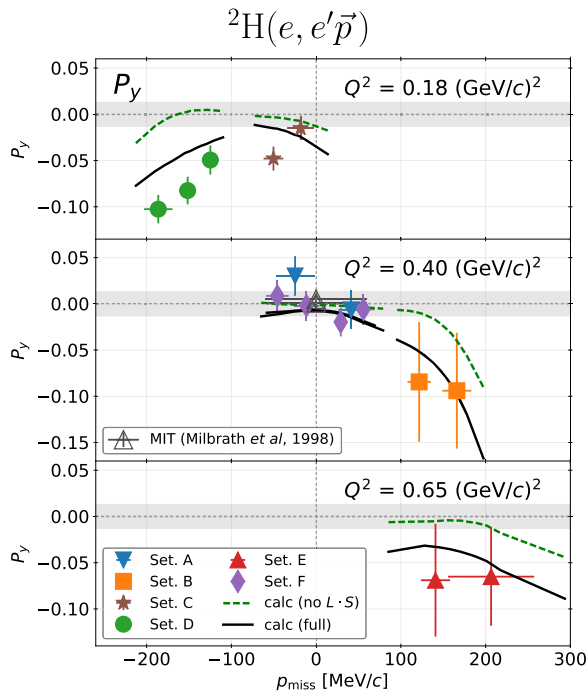 ²H(e, e′p⃗)
P_y
Q² = 0.18 (GeV/c)²
0.05
0.00
−0.05
−0.10
P_y
Q² = 0.40 (GeV/c)²
0.05
0.00
−0.05
−0.10
−0.15
P_y
MIT (Milbrath et al, 1998)
Q² = 0.65 (GeV/c)²
0.05
0.00
−0.05
−0.10
P_y
Set. A
Set. B
Set. C
Set. D
Set. E
Set. F
calc (no L · S)
calc (full)
−200 −100 0 100 200 300
p_miss [MeV/c]